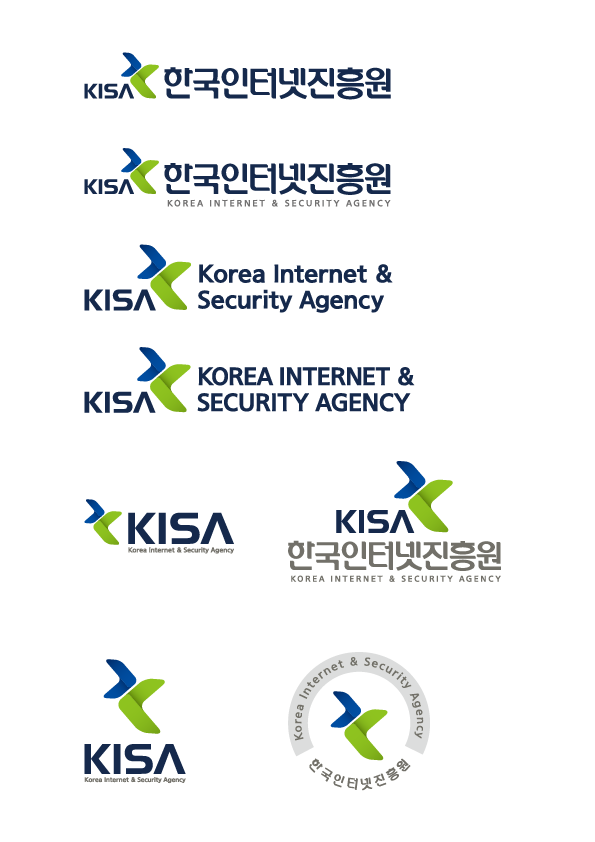 KISA 한국인터넷진흥원
KISA 한국인터넷진흥원
KOREA INTERNET & SECURITY AGENCY
KISA Korea Internet &
Security Agency
KISA KOREA INTERNET &
SECURITY AGENCY
KISA
Korea Internet & Security Agency
KISA
한국인터넷진흥원
KOREA INTERNET & SECURITY AGENCY
KISA
Korea Internet & Security Agency
Korea Internet & Security Agency
한국인터넷진흥원